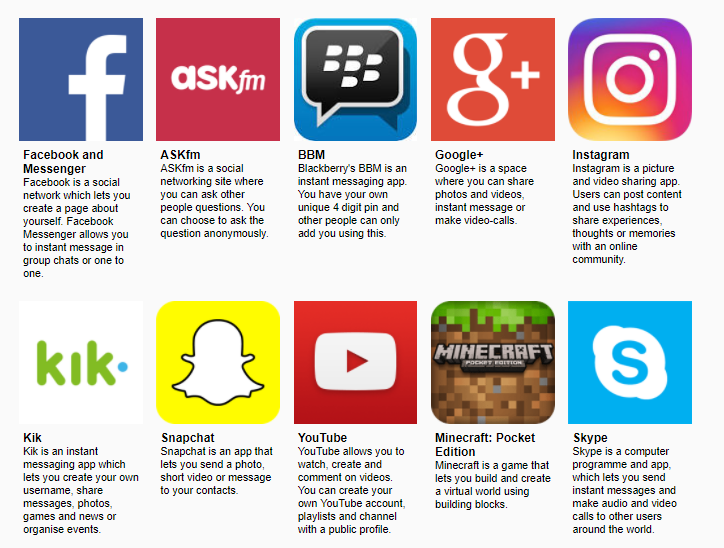 f
ASKfm
g+
Facebook and
Messenger
Facebook is a social
network which lets you
create a page about
yourself. Facebook
Messenger allows you
to instant message in
group chats or one to
one.
ASKfm
ASKfm is a social
networking site where
you can ask other
people questions. You
can choose to ask the
question anonymously.
BBM
Blackberry's BBM is an
instant messaging app.
You have your own
unique 4 digit pin and
other people can only
add you using this.
Google+
Google+ is a space
where you can share
photos and videos,
instant message or
make video-calls.
Instagram
Instagram is a picture
and video sharing app.
Users can post content
and use hashtags to
share experiences,
thoughts or memories
with an online
community.
kik
MINECRAFT
POCKET EDITION
S
Kik
Kik is an instant
messaging app which
lets you create your own
username, share
messages, photos,
games and news or
organise events.
Snapchat
Snapchat is an app that
lets you send a photo,
short video or message
to your contacts.
YouTube
YouTube allows you to
watch, create and
comment on videos.
You can create your
own YouTube account,
playlists and channel
with a public profile.
Minecraft: Pocket
Edition
Minecraft is a game that
lets you build and create
a virtual world using
building blocks.
Skype
Skype is a computer
programme and app,
which lets you send
instant messages and
make audio and video
calls to other users
around the world.